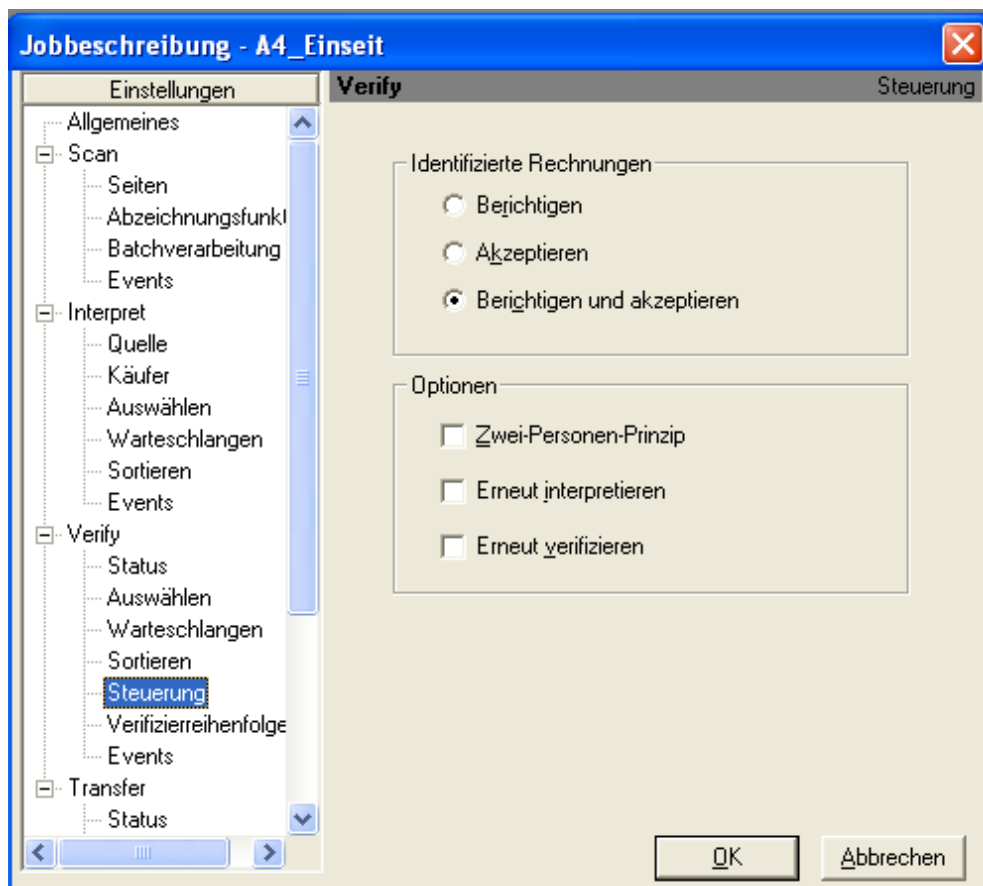 Jobbeschreibung - A4_Einseit
Einstellungen
Allgemeines
Scan
Seiten
Abzeichnungsfunkt
Batchverarbeitung
Events
Interpret
Quelle
Käufer
Auswählen
Warteschlangen
Sortieren
Events
Verify
Status
Auswählen
Warteschlangen
Sortieren
Steuerung
Verifizierreihenfolge
Events
Transfer
Status
Verify Steuerung
Identifizierte Rechnungen
Berichtigen
Akzeptieren
Berichtigen und akzeptieren
Optionen
Zwei-Personen-Prinzip
Erneut interpretieren
Erneut verifizieren
OK Abbrechen